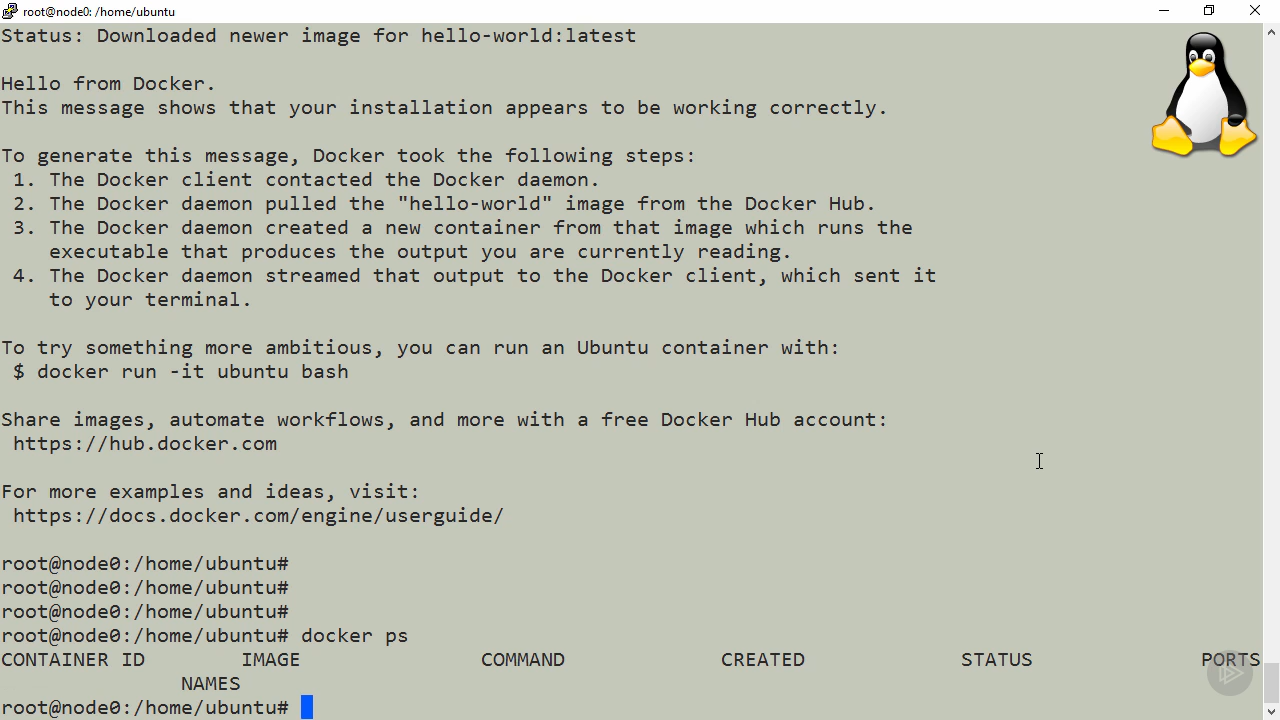 root@node0: /home/ubuntu
Status: Downloaded newer image for hello-world:latest
Hello from Docker.
This message shows that your installation appears to be working correctly.
To generate this message, Docker took the following steps:
1. The Docker client contacted the Docker daemon.
2. The Docker daemon pulled the "hello-world" image from the Docker Hub.
3. The Docker daemon created a new container from that image which runs the
executable that produces the output you are currently reading.
4. The Docker daemon streamed that output to the Docker client, which sent it
to your terminal.
To try something more ambitious, you can run an Ubuntu container with:
$ docker run -it ubuntu bash
Share images, automate workflows, and more with a free Docker Hub account:
https://hub.docker.com
For more examples and ideas, visit:
https://docs.docker.com/engine/userguide/
root@node0:/home/ubuntu#
root@node0:/home/ubuntu#
root@node0:/home/ubuntu#
root@node0:/home/ubuntu# docker ps
CONTAINER ID IMAGE COMMAND CREATED STATUS PORTS
NAMES
root@node0:/home/ubuntu#